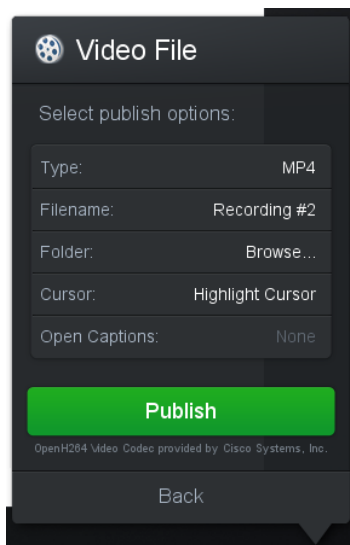 Video File
Select publish options:
Type: MP4
Filename: Recording #2
Folder: Browse...
Cursor: Highlight Cursor
Open Captions: None
Publish
OpenH264 Video Codec provided by Cisco Systems, Inc.
Back